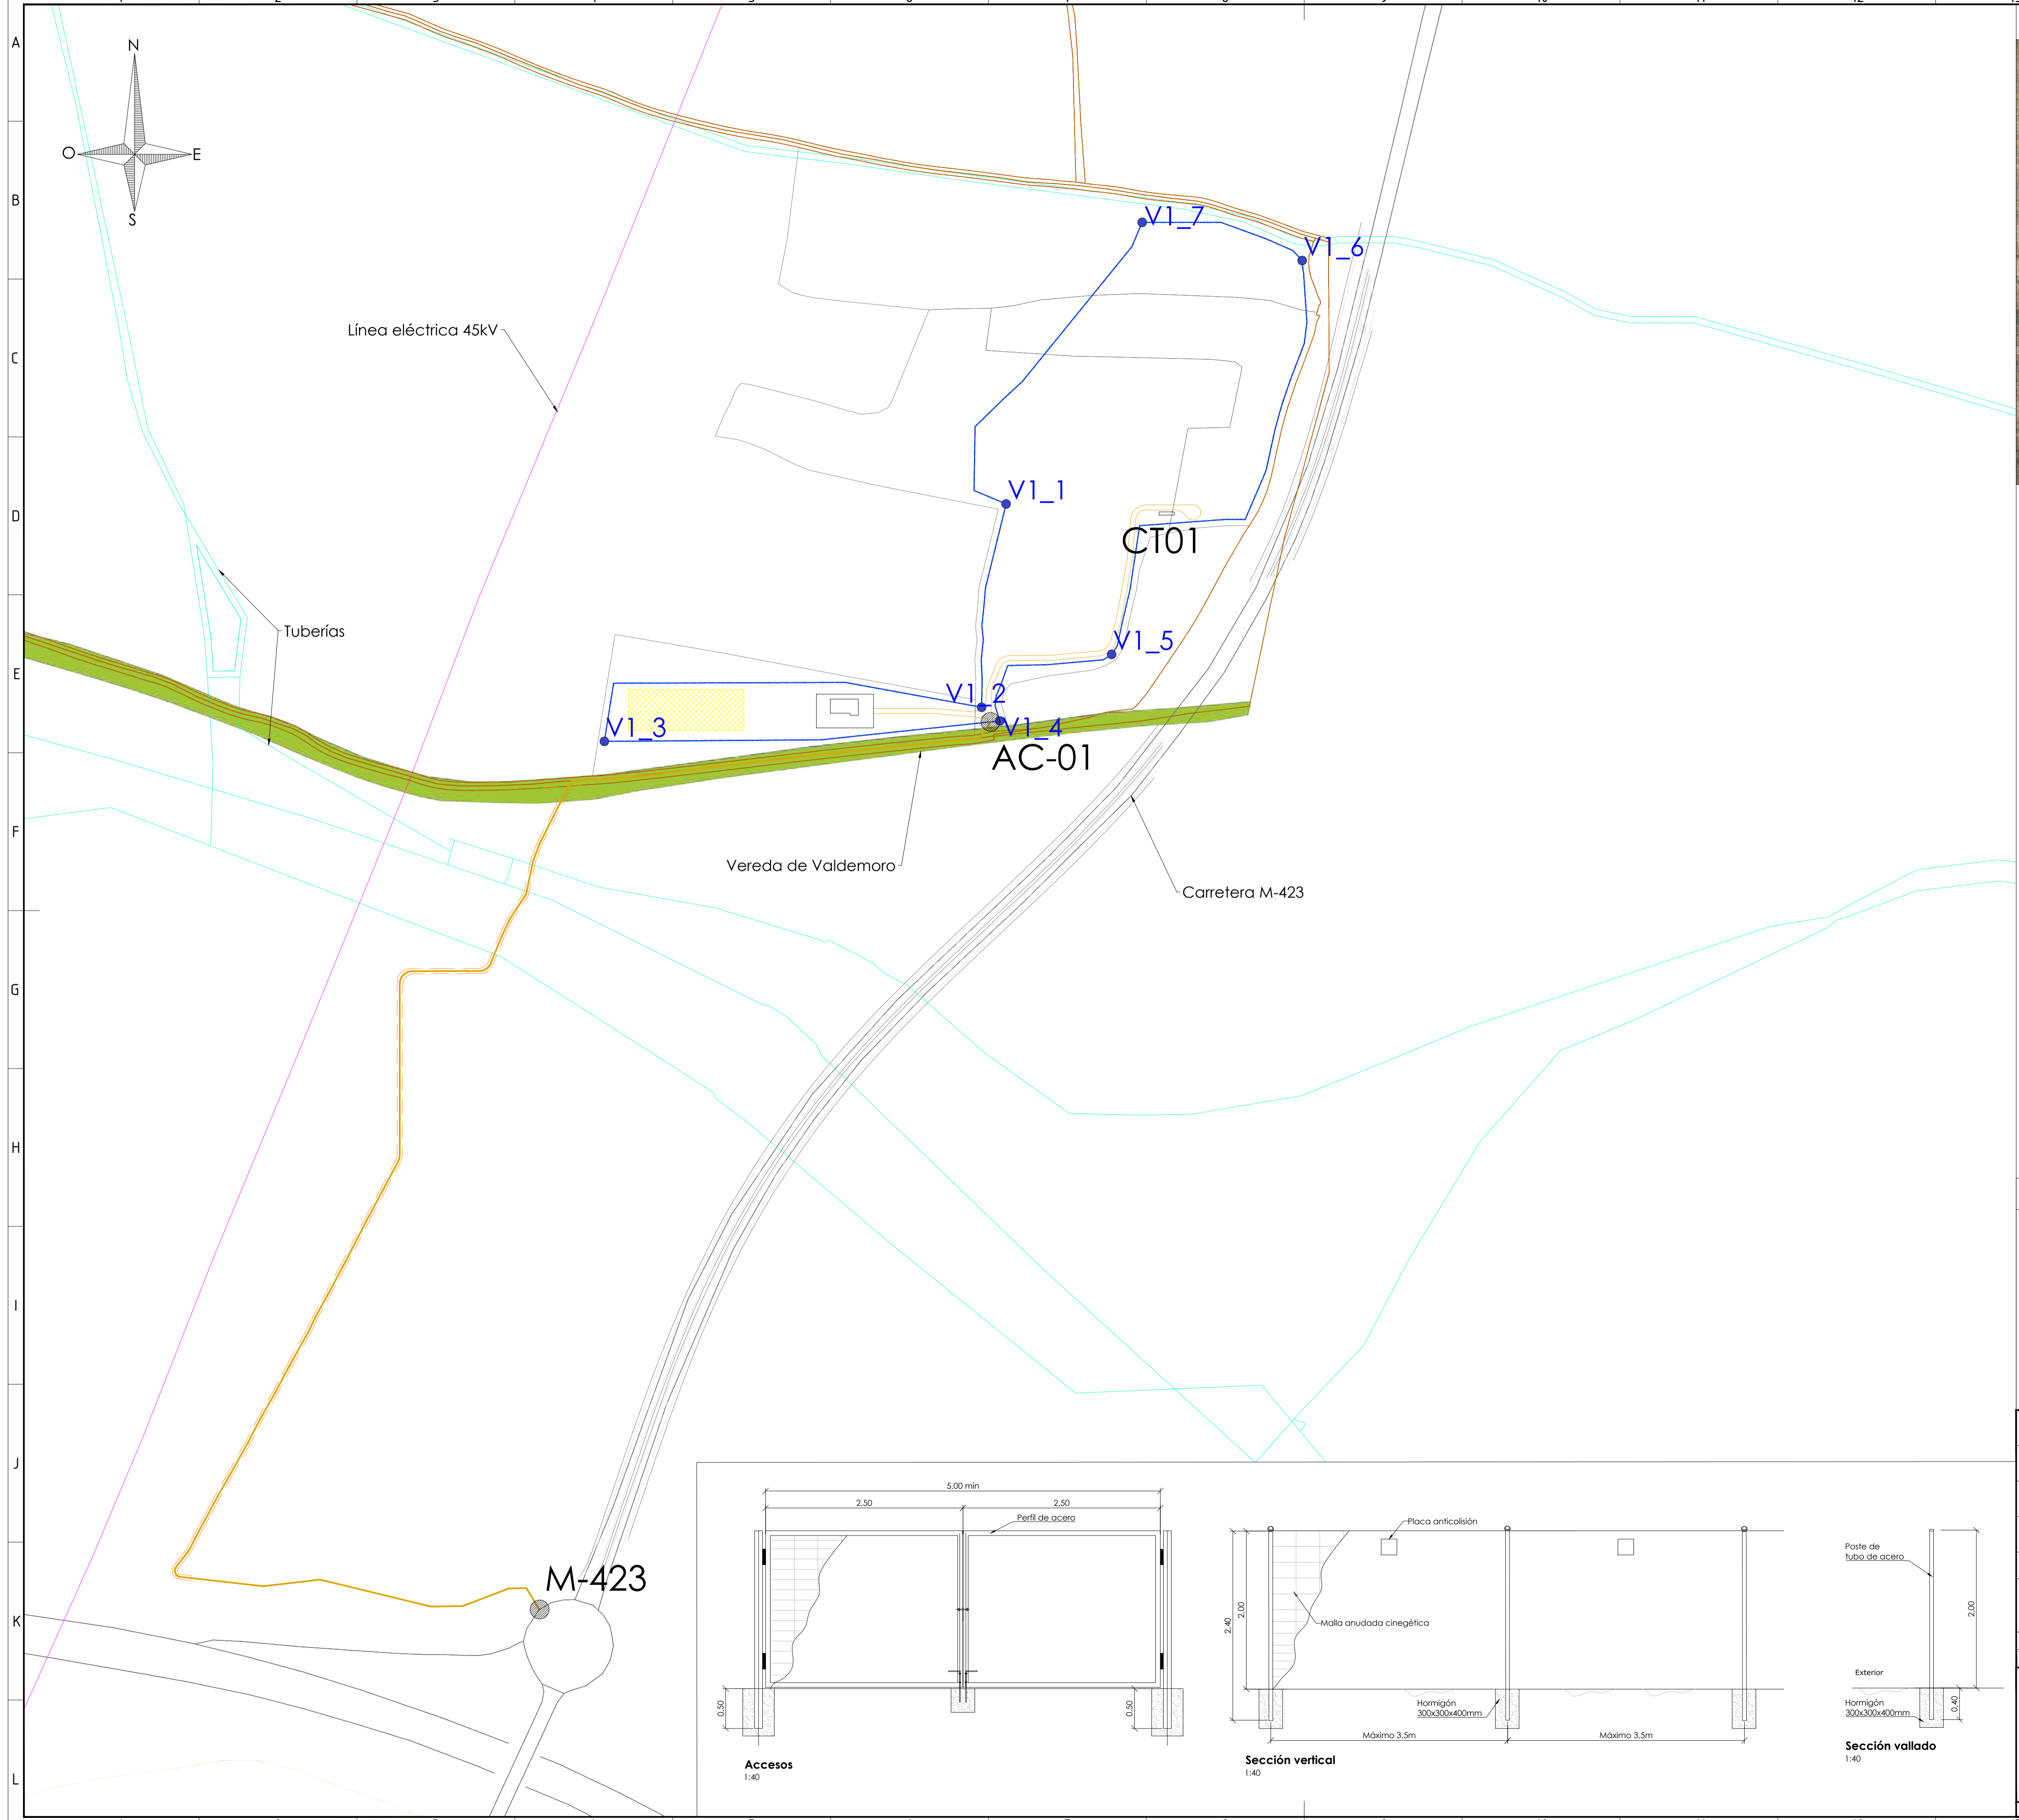 A
B
C
D
E
F
G
H
I
J
K
L
N
O
E
S
V1_7
V1_6
Línea eléctrica 45kV
V1_1
CT01
Tuberías
V1_5
V1_2
V1_3
V1_4
AC-01
Vereda de Valdemoro
Carretera M-423
M-423
5,00 mín
2,50
2,50
Perfil de acero
0,50
0,50
Accesos
1:40
Placa anticolisión
2,40
2,00
Malla anudada cinegética
Hormigón
300x300x400mm
Máximo 3,5m
Máximo 3,5m
Sección vertical
1:40
Poste de
tubo de acero
2,00
Exterior
Hormigón
300x300x400mm
0,40
Sección vallado
1:40